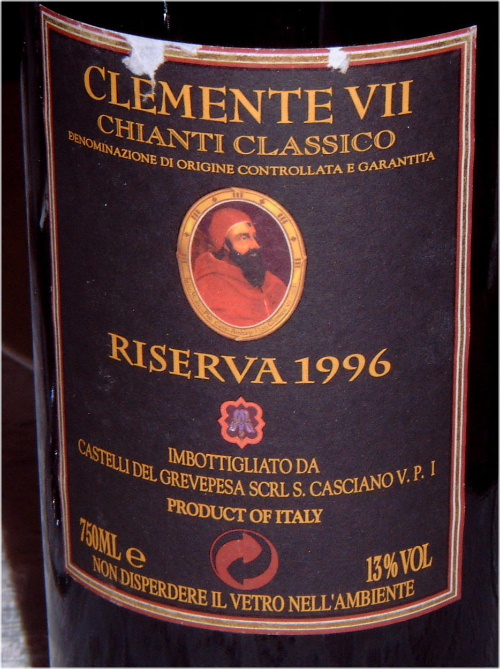 CLEMENTE VII
CHIANTI CLASSICO
DENOMINAZIONE DI ORIGINE CONTROLLATA E GARANTITA
RISERVA 1996
IMBOTTIGLIATO DA
CASTELLI DEL GREVEPESA SCRL S. CASCIANO V. P. I
PRODUCT OF ITALY
750ML e
13% VOL
NON DISPERDERE IL VETRO NELL'AMBIENTE